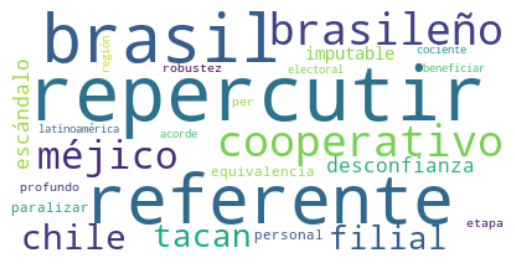 brasil
brasileño
región
imputable
cociente
robustez
electoral
•beneficiar
escándalo
repercutir
per
latinoamérica
acorde
cooperativo
méjico
desconfianza
equivalencia
profundo
referente
paralizar
etapa
chile
tacan
personal
filial